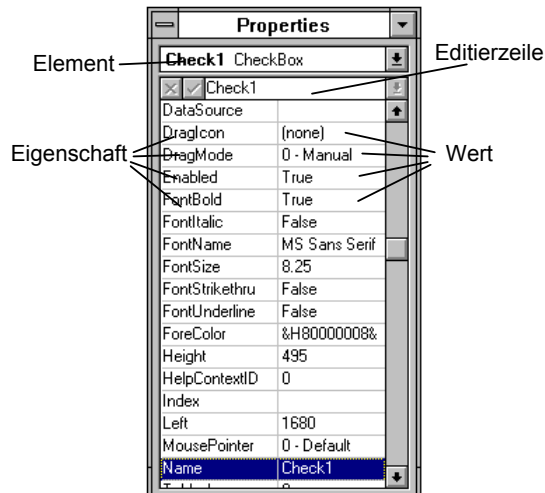 Properties
Element
Check1 CheckBox
Editierzeile
Check1
DataSource
DragIcon (none)
Eigenschaft
DragMode 0 - Manual
Wert
Enabled True
FontBold True
FontItalic False
FontName MS Sans Serif
FontSize 8.25
FontStrikethru False
FontUnderline False
ForeColor &H80000008&
Height 495
HelpContextID 0
Index
Left 1680
MousePointer 0 - Default
Name Check1